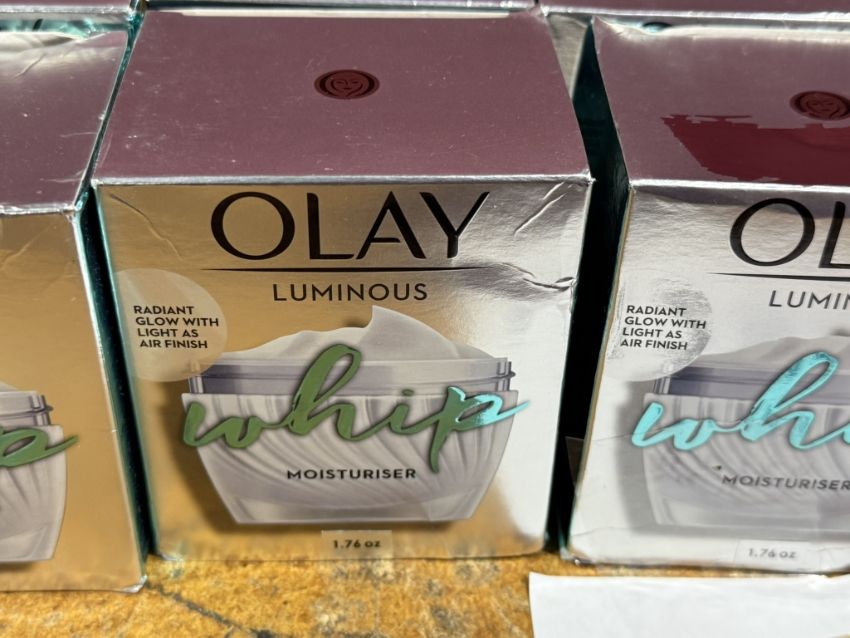 OLAY
LUMINOUS
RADIANT
GLOW WITH
LIGHT AS
AIR FINISH
whip
MOISTURISER
1.76 oz
OL
LUMIN
RADIANT
GLOW WITH
LIGHT AS
AIR FINISH
whi
MOISTURISER
1.76 oz
p